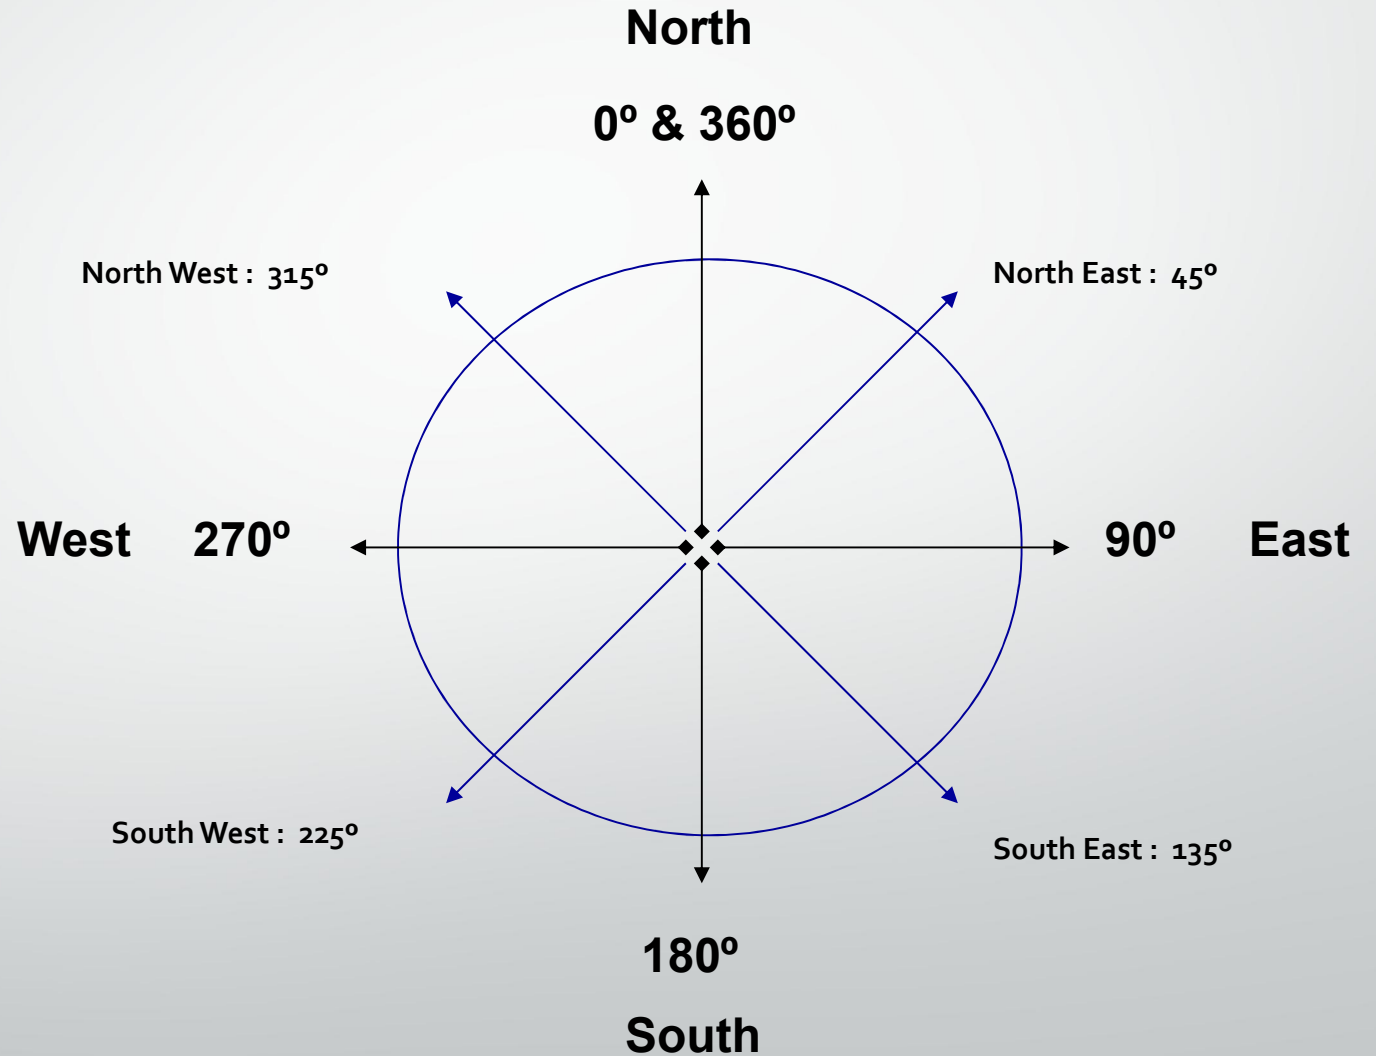 North
0º & 360º
North West : 315º
North East : 45º
West 270º
90º East
South West : 225º
South East : 135º
180º
South